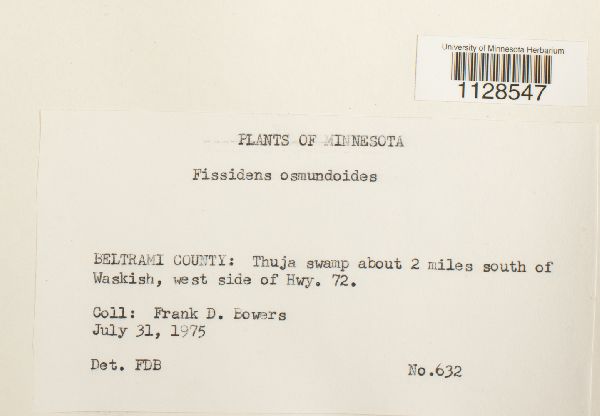 University of Minnesota Herbarium
1128547
PLANTS OF MINNESOTA
Fissidens osmundoides
BELTRAMI COUNTY: Thuja swamp about 2 miles south of
Waskish, west side of Hwy. 72.
Coll: Frank D. Bowers
July 31, 1975
Det. FDB
No.632